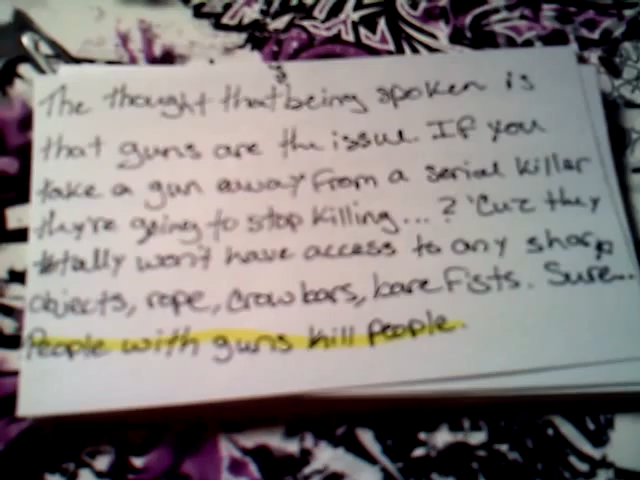 The thought that being spoken is
that guns are the issue. If you
take a gun away from a serial killer
they're going to stop killing...? 'Cuz they
totally won't have access to any sharp
objects, rope, crowbars, bare fists. Sure..
People with guns kill people.